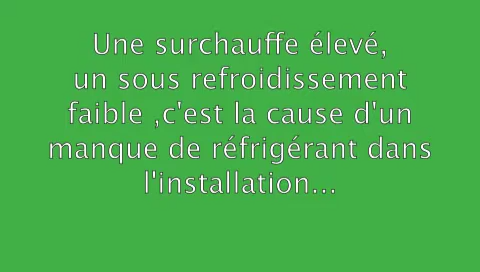 Une surchauffe élevé,
un sous refroidissement
faible ,c'est la cause d'un
manque de réfrigérant dans
l'installation...